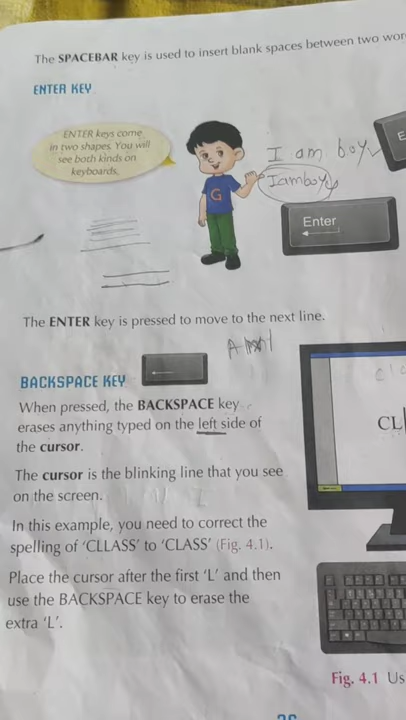 The SPACEBAR key is used to insert blank spaces between two
ENTER KEY
ENTER keys come
in two shapes. You will
see both kinds on
keyboards.
G
I am boy
Iamboy
E
Enter
The ENTER key is pressed to move to the next line.
BACKSPACE KEY
When pressed, the BACKSPACE key
erases anything typed on the left side of
the cursor.
The cursor is the blinking line that you see
on the screen.
In this example, you need to correct the
spelling of ‘CLLASS’ to ‘CLASS’ (Fig. 4.1).
Place the cursor after the first ‘L’ and then
use the BACKSPACE key to erase the
extra ‘L’.
CL
Fig. 4.1 Us